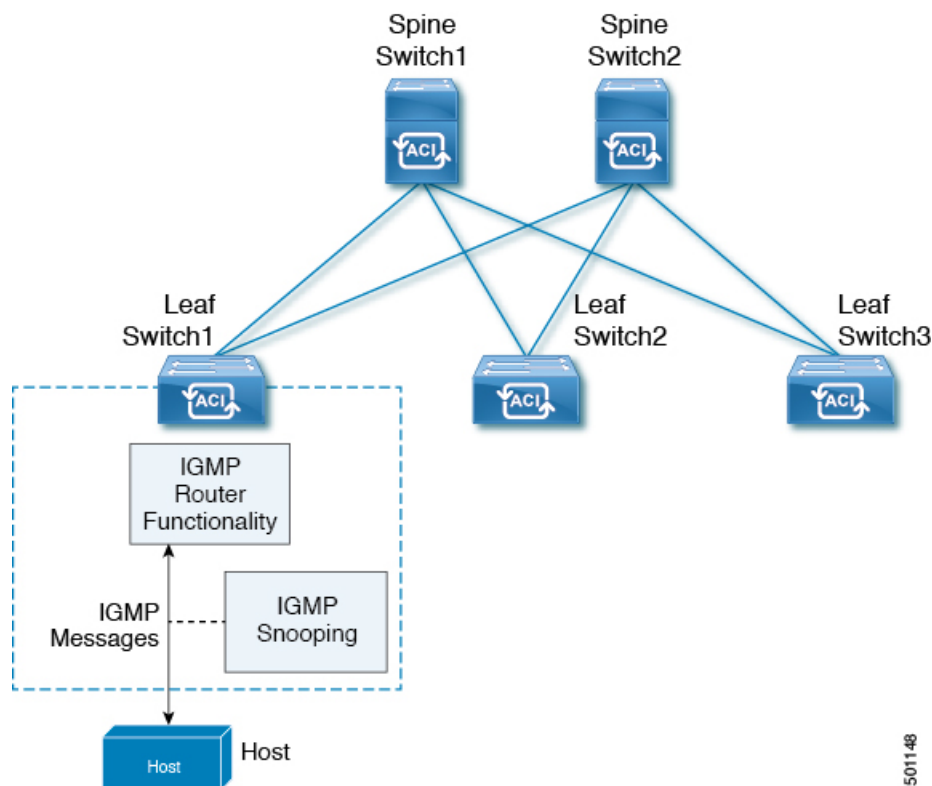 Spine
Switch1
Spine
Switch2
ACI
ACI
Leaf
Switch1
Leaf
Switch2
Leaf
Switch3
ACI
ACI
ACI
IGMP
Router
Functionality
IGMP
Messages
IGMP
Snooping
Host
Host
501148